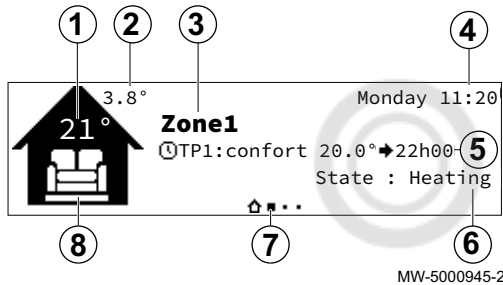 1 2 3 4
3.8° Monday 11:20
21° Zone1
TP1:confort 20.0°➔22h00 5
State : Heating
8 7 6
MW-5000945-2